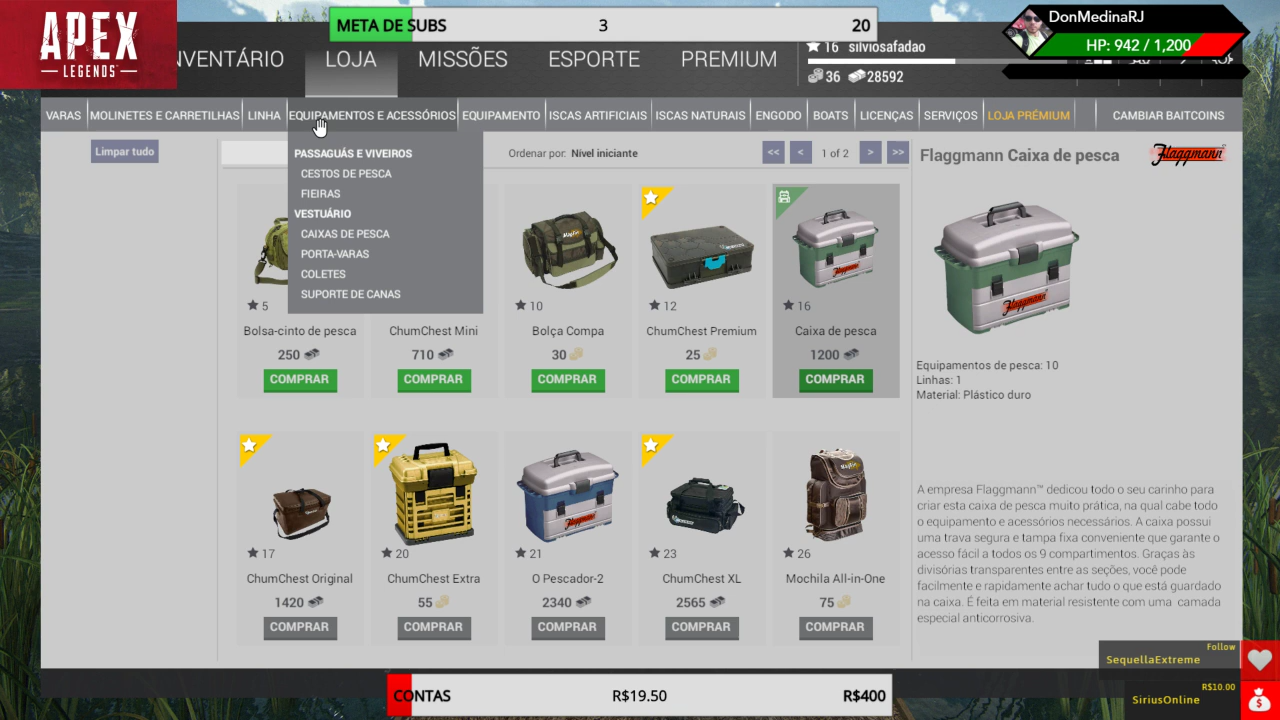 META DE SUBS 3 20
DonMedinaRJ
HP: 942 / 1,200
APEX
LEGENDS
NVENTÁRIO LOJA MISSÕES ESPORTE PREMIUM
16 silviosafadao
36 28592
VARAS MOLINETES E CARRETILHAS LINHA EQUIPAMENTOS E ACESSÓRIOS EQUIPAMENTO ISCAS ARTIFICIAIS ISCAS NATURAIS ENGODO BOATS LICENÇAS SERVIÇOS LOJA PRÊMIUM CAMBIAR BAITCOINS
Limpar tudo
PASSAGUÁS E VIVEIROS
CESTOS DE PESCA
FIEIRAS
VESTUÁRIO
CAIXAS DE PESCA
PORTA-VARAS
COLETES
SUPORTE DE CANAS
Ordenar por: Nível iniciante
<< < 1 of 2 > >>
5 10 12 16
Bolsa-cinto de pesca ChumChest Mini Bolça Compa ChumChest Premium Caixa de pesca
250 710 30 25 1200
COMPRAR COMPRAR COMPRAR COMPRAR COMPRAR
17 20 21 23 26
ChumChest Original ChumChest Extra O Pescador-2 ChumChest XL Mochila All-in-One
1420 55 2340 2565 75
COMPRAR COMPRAR COMPRAR COMPRAR COMPRAR
Flaggmann Caixa de pesca Flaggmann
Flaggmann
Equipamentos de pesca: 10
Linhas: 1
Material: Plástico duro
A empresa Flaggmann™ dedicou todo o seu carinho para
criar esta caixa de pesca muito prática, na qual cabe todo
o equipamento e acessórios necessários. A caixa possui
uma trava segura e tampa fixa conveniente que garante o
acesso fácil a todos os 9 compartimentos. Graças às
divisórias transparentes entre as seções, você pode
facilmente e rapidamente achar tudo o que está guardado
na caixa. É feita em material resistente com uma camada
especial anticorrosiva.
Follow
SequellaExtreme
R$10.00
SiriusOnline
CONTAS R$19.50 R$400